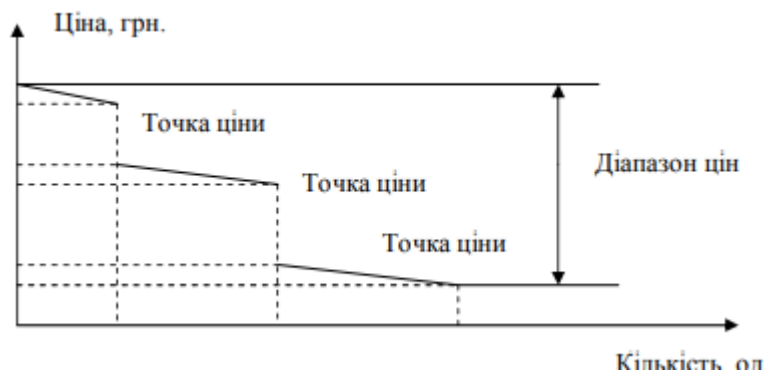 Ціна, грн.
Точка ціни
Точка ціни
Діапазон цін
Точка ціни
Кількість, од